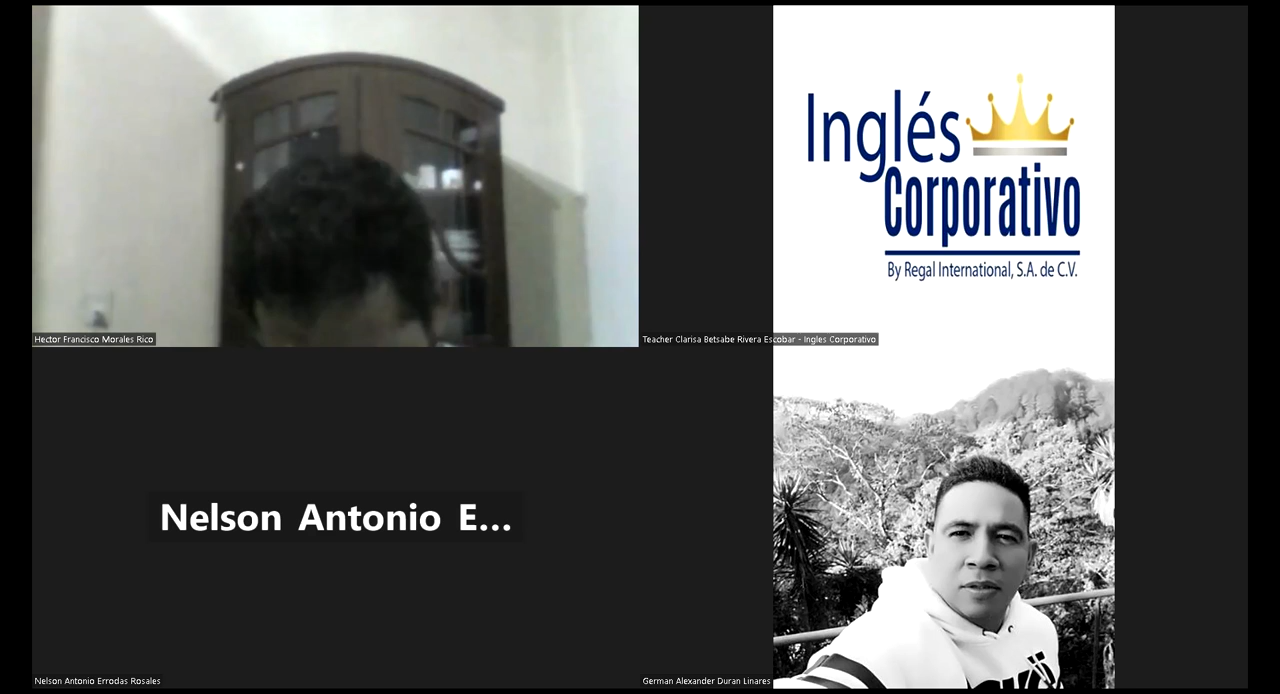 Inglés
Corporativo
By Regal International, S.A. de C.V.
Hector Francisco Morales Rico
Teacher Clarisa Betsabe Rivera Escobar - Ingles Corporativo
Nelson Antonio E...
Nelson Antonio Errodas Rosales
German Alexander Duran Linares